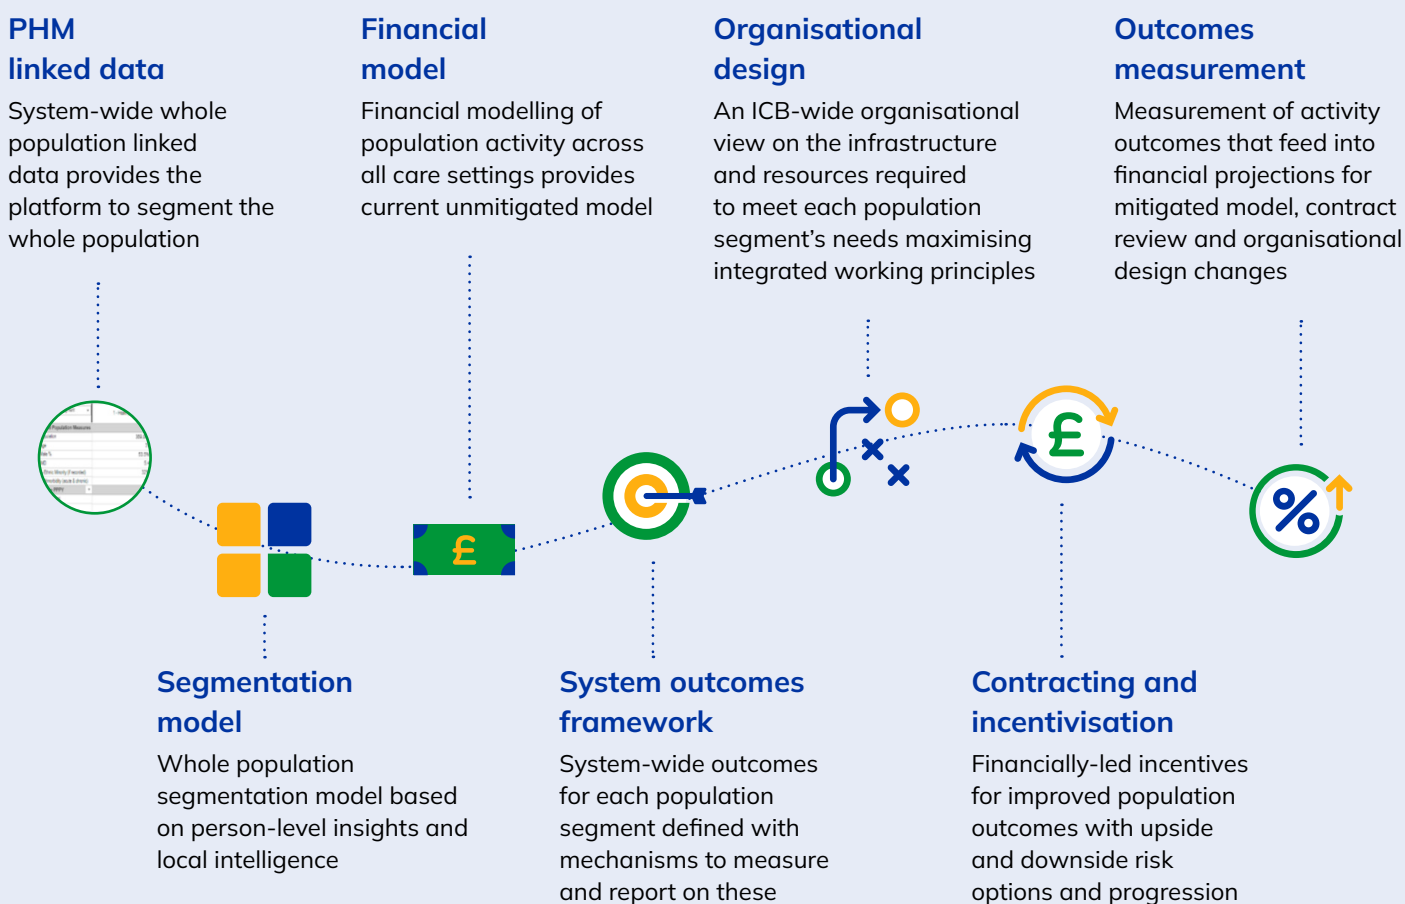 PHM
linked data
System-wide whole
population linked
data provides the
platform to segment the
whole population
Segmentation
model
Whole population
segmentation model based
on person-level insights and
local intelligence
Financial
model
Financial modelling of
population activity across
all care settings provides
current unmitigated model
£
System outcomes
framework
System-wide outcomes
for each population
segment defined with
mechanisms to measure
and report on these
Organisational
design
An ICB-wide organisational
view on the infrastructure
and resources required
to meet each population
segment’s needs maximising
integrated working principles
£
Contracting and
incentivisation
Financially-led incentives
for improved population
outcomes with upside
and downside risk
options and progression
Outcomes
measurement
Measurement of activity
outcomes that feed into
financial projections for
mitigated model, contract
review and organisational
design changes
%